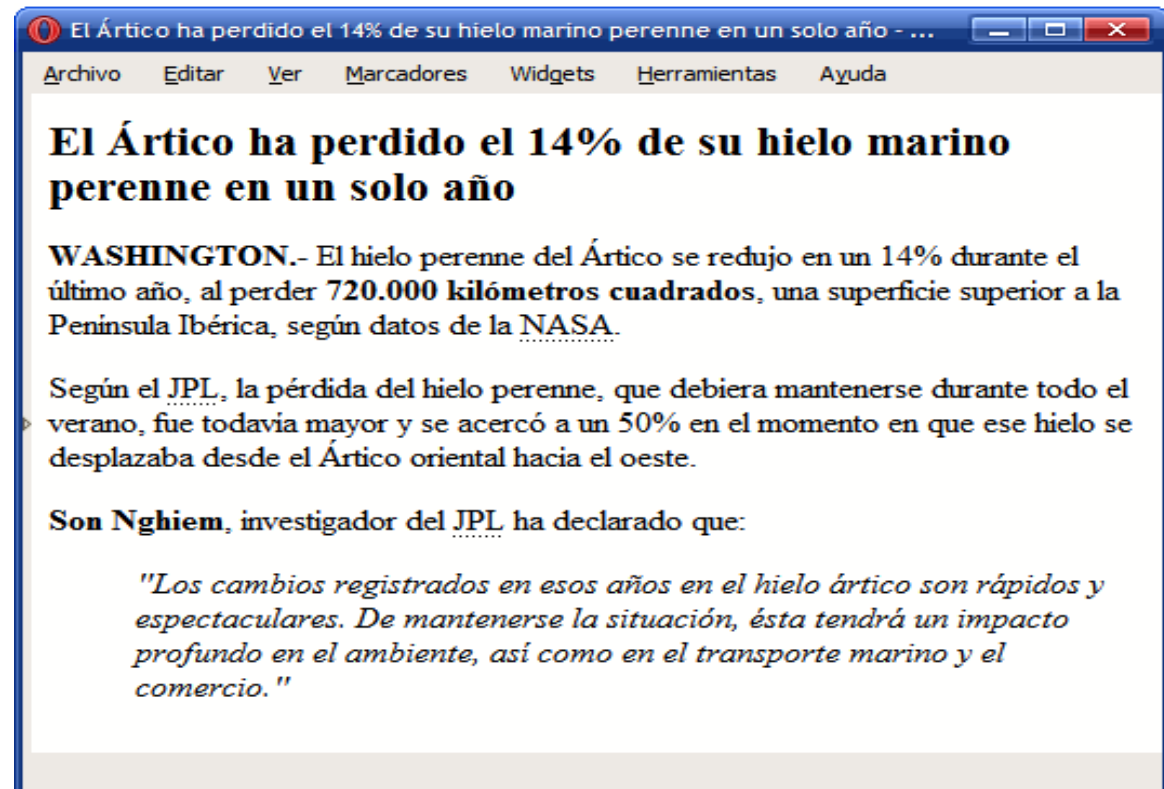 El Ártico ha perdido el 14% de su hielo marino perenne en un solo año - ...
Archivo Editar Ver Marcadores Widgets Herramientas Ayuda
El Ártico ha perdido el 14% de su hielo marino
perenne en un solo año
WASHINGTON.- El hielo perenne del Ártico se redujo en un 14% durante el
último año, al perder 720.000 kilómetros cuadrados, una superficie superior a la
Península Ibérica, según datos de la NASA.
Según el JPL, la pérdida del hielo perenne, que debiera mantenerse durante todo el
verano, fue todavía mayor y se acercó a un 50% en el momento en que ese hielo se
desplazaba desde el Ártico oriental hacia el oeste.
Son Nghiem, investigador del JPL ha declarado que:
"Los cambios registrados en esos años en el hielo ártico son rápidos y
espectaculares. De mantenerse la situación, ésta tendrá un impacto
profundo en el ambiente, así como en el transporte marino y el
comercio."